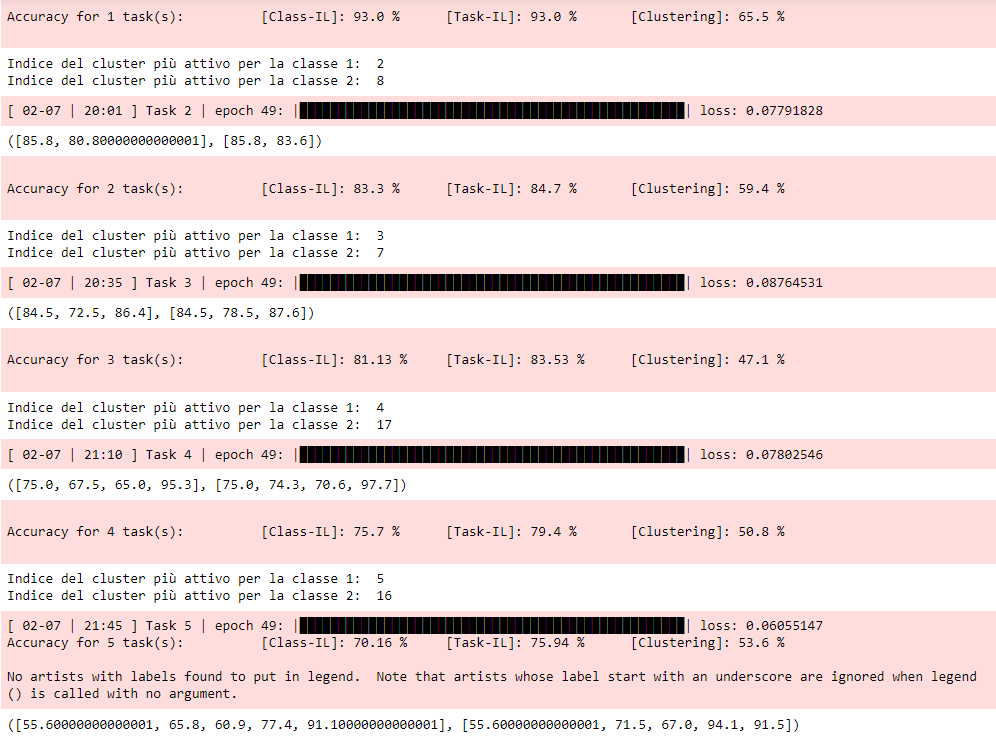 Accuracy for 1 task(s): [Class-IL]: 93.0 % [Task-IL]: 93.0 % [Clustering]: 65.5 %
Indice del cluster più attivo per la classe 1: 2
Indice del cluster più attivo per la classe 2: 8
[ 02-07 | 20:01 ] Task 2 | epoch 49: || loss: 0.07791828
([85.8, 80.80000000000001], [85.8, 83.6])
Accuracy for 2 task(s): [Class-IL]: 83.3 % [Task-IL]: 84.7 % [Clustering]: 59.4 %
Indice del cluster più attivo per la classe 1: 3
Indice del cluster più attivo per la classe 2: 7
[ 02-07 | 20:35 ] Task 3 | epoch 49: || loss: 0.08764531
([84.5, 72.5, 86.4], [84.5, 78.5, 87.6])
Accuracy for 3 task(s): [Class-IL]: 81.13 % [Task-IL]: 83.53 % [Clustering]: 47.1 %
Indice del cluster più attivo per la classe 1: 4
Indice del cluster più attivo per la classe 2: 17
[ 02-07 | 21:10 ] Task 4 | epoch 49: || loss: 0.07802546
([75.0, 67.5, 65.0, 95.3], [75.0, 74.3, 70.6, 97.7])
Accuracy for 4 task(s): [Class-IL]: 75.7 % [Task-IL]: 79.4 % [Clustering]: 50.8 %
Indice del cluster più attivo per la classe 1: 5
Indice del cluster più attivo per la classe 2: 16
[ 02-07 | 21:45 ] Task 5 | epoch 49: || loss: 0.06055147
Accuracy for 5 task(s): [Class-IL]: 70.16 % [Task-IL]: 75.94 % [Clustering]: 53.6 %
No artists with labels found to put in legend.  Note that artists whose label start with an underscore are ignored when legend
() is called with no argument.
([55.60000000000001, 65.8, 60.9, 77.4, 91.10000000000001], [55.60000000000001, 71.5, 67.0, 94.1, 91.5])